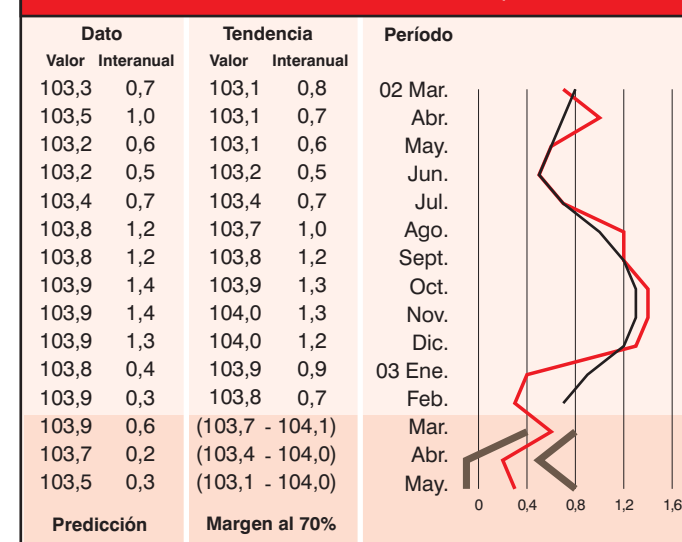 Dato Tendencia Período
Valor Interanual Valor Interanual
103,3 0,7 103,1 0,8 02 Mar.
103,5 1,0 103,1 0,7 Abr.
103,2 0,6 103,1 0,6 May.
103,2 0,5 103,2 0,5 Jun.
103,4 0,7 103,4 0,7 Jul.
103,8 1,2 103,7 1,0 Ago.
103,8 1,2 103,8 1,2 Sept.
103,9 1,4 103,9 1,3 Oct.
103,9 1,4 104,0 1,3 Nov.
103,9 1,3 104,0 1,2 Dic.
103,8 0,4 103,9 0,9 03 Ene.
103,9 0,3 103,8 0,7 Feb.
103,9 0,6 (103,7 - 104,1) Mar.
103,7 0,2 (103,4 - 104,0) Abr.
103,5 0,3 (103,1 - 104,0) May.
0 0,4 0,8 1,2 1,6
Predicción Margen al 70%